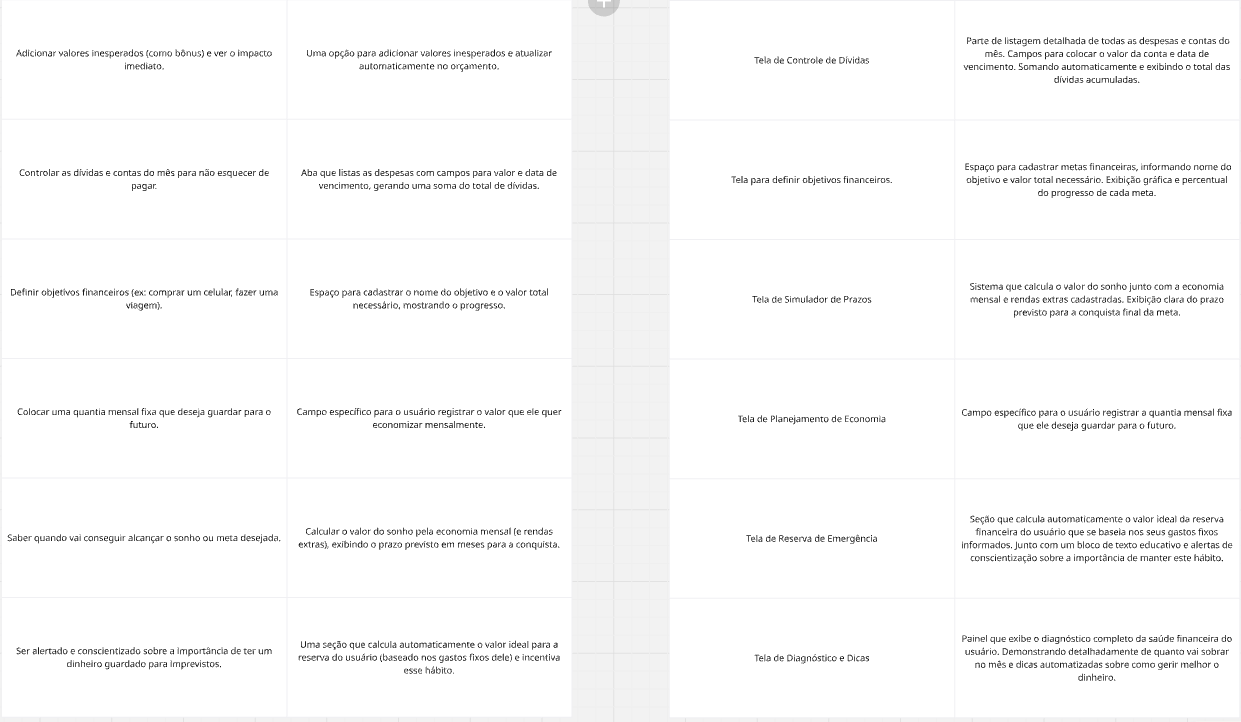 Adicionar valores inesperados (como bônus) e ver o impacto
imediato.
Uma opção para adicionar valores inesperados e atualizar
automaticamente no orçamento.
Controlar as dívidas e contas do mês para não esquecer de
pagar.
Aba que listas as despesas com campos para valor e data de
vencimento, gerando uma soma do total de dívidas.
Definir objetivos financeiros (ex: comprar um celular, fazer uma
viagem).
Espaço para cadastrar o nome do objetivo e o valor total
necessário, mostrando o progresso.
Colocar uma quantia mensal fixa que deseja guardar para o
futuro.
Campo específico para o usuário registrar o valor que ele quer
economizar mensalmente.
Saber quando vai conseguir alcançar o sonho ou meta desejada.
Calcular o valor do sonho pela economia mensal (e rendas
extras), exibindo o prazo previsto em meses para a conquista.
Ser alertado e conscientizado sobre a importância de ter um
dinheiro guardado para imprevistos.
Uma seção que calcula automaticamente o valor ideal para a
reserva do usuário (baseado nos gastos fixos dele) e incentiva
esse hábito.
Tela de Controle de Dívidas
Parte de listagem detalhada de todas as despesas e contas do
mês. Campos para colocar o valor da conta e data de
vencimento. Somando automaticamente e exibindo o total das
dívidas acumuladas.
Tela para definir objetivos financeiros.
Espaço para cadastrar metas financeiras, informando nome do
objetivo e valor total necessário. Exibição gráfica e percentual
do progresso de cada meta.
Tela de Simulador de Prazos
Sistema que calcula o valor do sonho junto com a economia
mensal e rendas extras cadastradas. Exibição clara do prazo
previsto para a conquista final da meta.
Tela de Planejamento de Economia
Campo específico para o usuário registrar a quantia mensal fixa
que ele deseja guardar para o futuro.
Tela de Reserva de Emergência
Seção que calcula automaticamente o valor ideal da reserva
financeira do usuário que se baseia nos seus gastos fixos
informados. Junto com um bloco de texto educativo e alertas de
conscientização sobre a importância de manter este hábito.
Tela de Diagnóstico e Dicas
Painel que exibe o diagnóstico completo da saúde financeira do
usuário. Demonstrando detalhadamente de quanto vai sobrar
no mês e dicas automatizadas sobre como gerir melhor o
dinheiro.